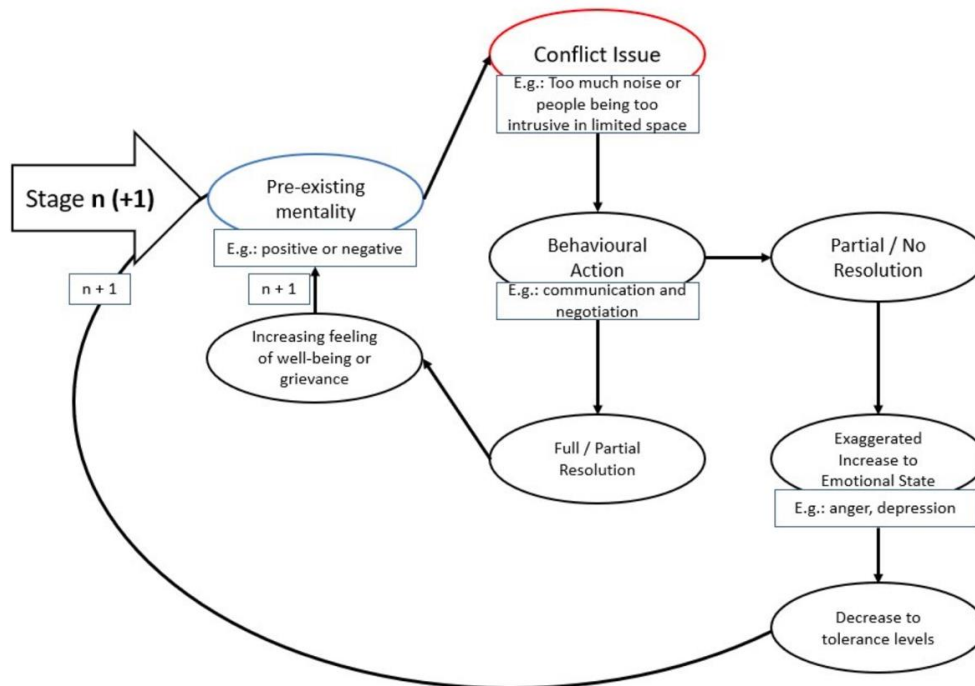 Conflict Issue
E.g.: Too much noise or
people being too
intrusive in limited space
Stage n (+1)
Pre-existing
mentality
E.g.: positive or negative
Behavioural
Action
E.g.: communication and
negotiation
Partial / No
Resolution
n + 1
n + 1
Increasing feeling
of well-being or
grievance
Full / Partial
Resolution
Exaggerated
Increase to
Emotional State
E.g.: anger, depression
Decrease to
tolerance levels